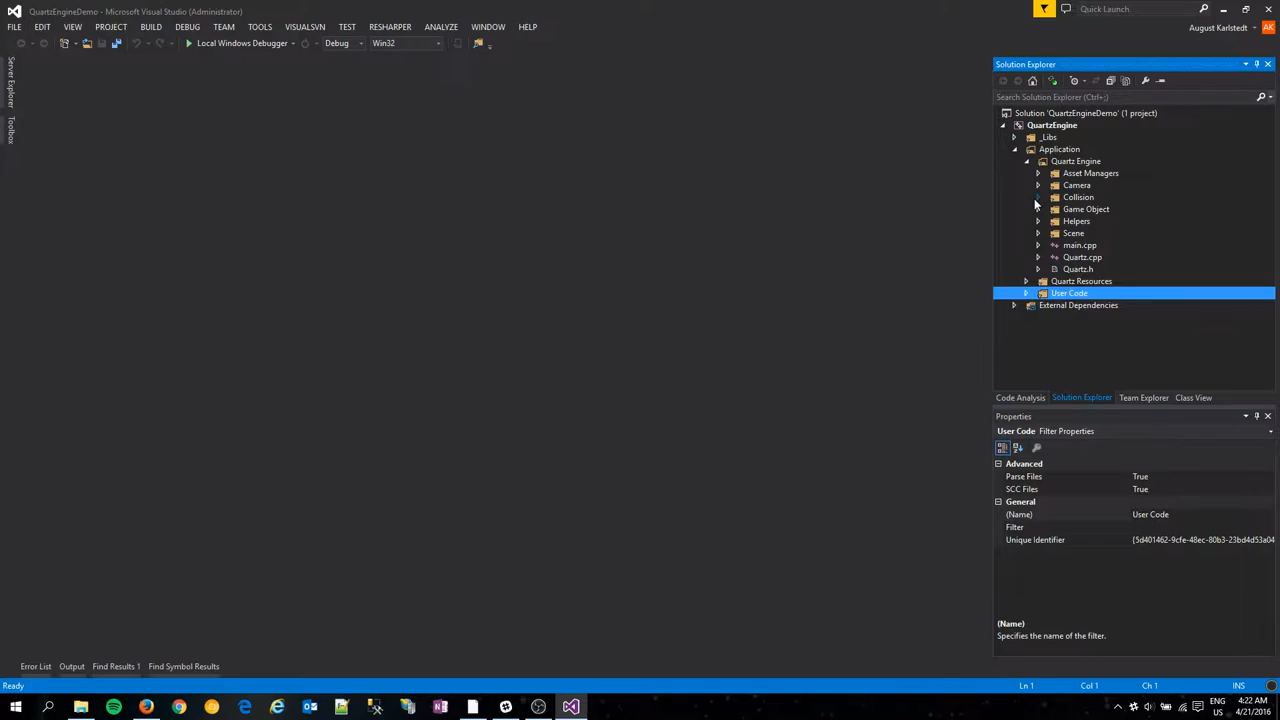 QuartzEngineDemo - Microsoft Visual Studio (Administrator)
Quick Launch (Ctrl+Q)
FILE EDIT VIEW PROJECT BUILD DEBUG TEAM TOOLS VISUALSVN TEST RESHARPER ANALYZE WINDOW HELP
August Karlstedt AK
Local Windows Debugger Debug Win32
Server Explorer
Toolbox
Solution Explorer
Search Solution Explorer (Ctrl+;)
Solution 'QuartzEngineDemo' (1 project)
QuartzEngine
_Libs
Application
Quartz Engine
Asset Managers
Camera
Collision
Game Object
Helpers
Scene
main.cpp
Quartz.cpp
Quartz.h
Quartz Resources
User Code
External Dependencies
Code Analysis Solution Explorer Team Explorer Class View
Properties
User Code Filter Properties
Advanced
Parse Files True
SCC Files True
General
(Name) User Code
Filter
Unique Identifier {5d401462-9cfe-48ec-80b3-23bd4d53a04
(Name)
Specifies the name of the filter.
Error List Output Find Results 1 Find Symbol Results
Ready Ln 1 Col 1 Ch 1 INS
ENG 4:22 AM
US 4/21/2016